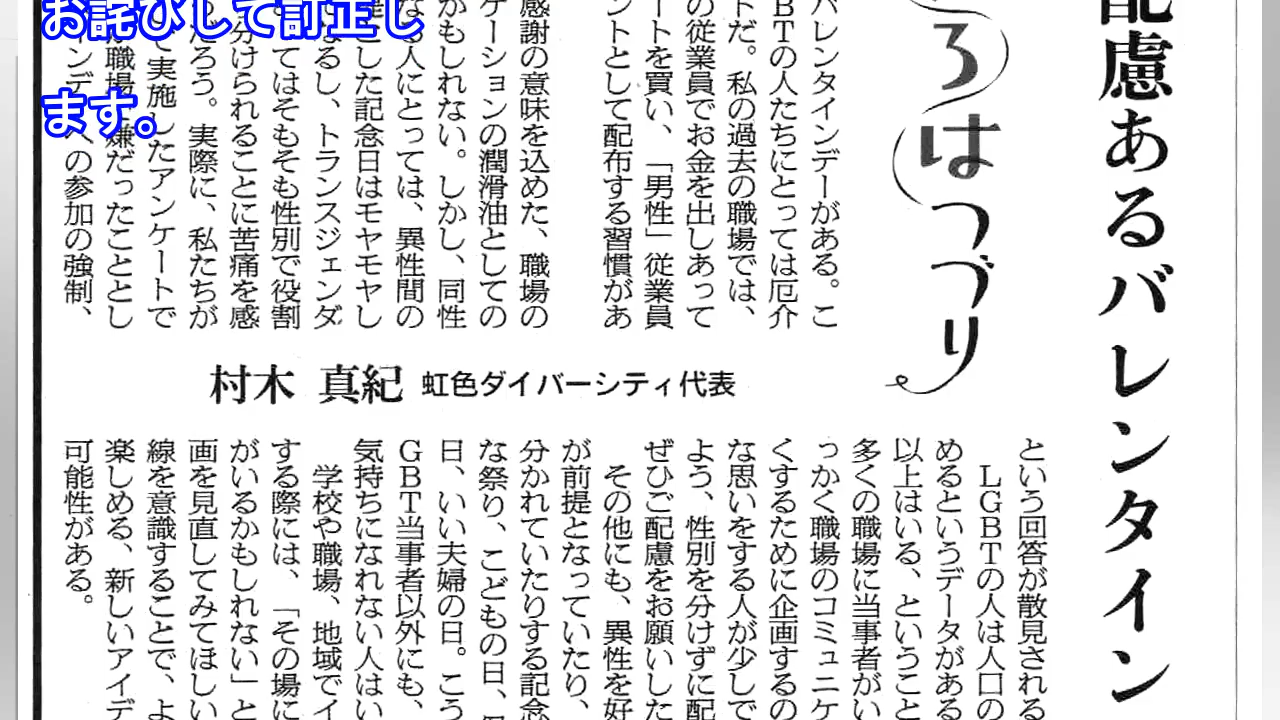 お詫びして訂正し
ます。
配慮あるバレンタイン
ろはつづり
バレンタインデーがある。こ
BTの人たちにとっては厄介
トだ。私の過去の職場では、
の従業員でお金を出しあって
ートを買い、「男性」従業員
ントとして配布する習慣があ
感謝の意味を込めた、職場の
ケーションの潤滑油としての
かもしれない。しかし、同性
なる人にとっては、異性間の
とした記念日はモヤモヤし
なるし、トランスジェンダ
てはそもそも性別で役割
分けられることに苦痛を感
だろう。実際に、私たちが
て実施したアンケートで
職場 嫌だったこととし
ンデ への参加の強制、
村木 真紀 虹色ダイバーシティ代表
という回答が散見される
LGBTの人は人口の
めるというデータがある
以上はいる、ということ
多くの職場に当事者がい
っかく職場のコミュニケ
くするために企画するの
な思いをする人が少しで
よう、性別を分けずに配
ぜひご配慮をお願いした
その他にも、異性を好
が前提となっていたり、
分かれていたりする記念
な祭り、こどもの日、
日、いい夫婦の日。こう
GBT当事者以外にも、
気持ちになれない人はい
学校や職場、地域でイ
する際には、「その場に
がいるかもしれない」と
画を見直してみてほしい
線を意識することで、よ
楽しめる、新しいアイデ
可能性がある。